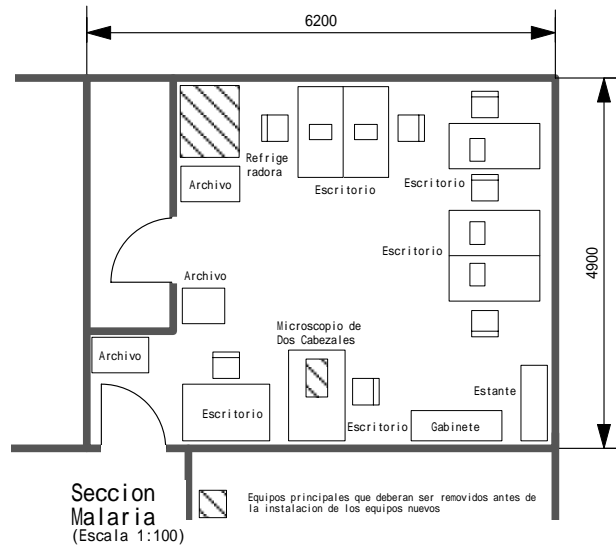 6200
Refrige
radora
Archivo
Escritorio
Escritorio
Escritorio
4900
Archivo
Microscopio de
Dos Cabezales
Archivo
Estante
Escritorio
Escritorio
Gabinete
Seccion
Malaria
(Escala 1:100)
Equipos principales que deberan ser removidos antes de
la instalacion de los equipos nuevos